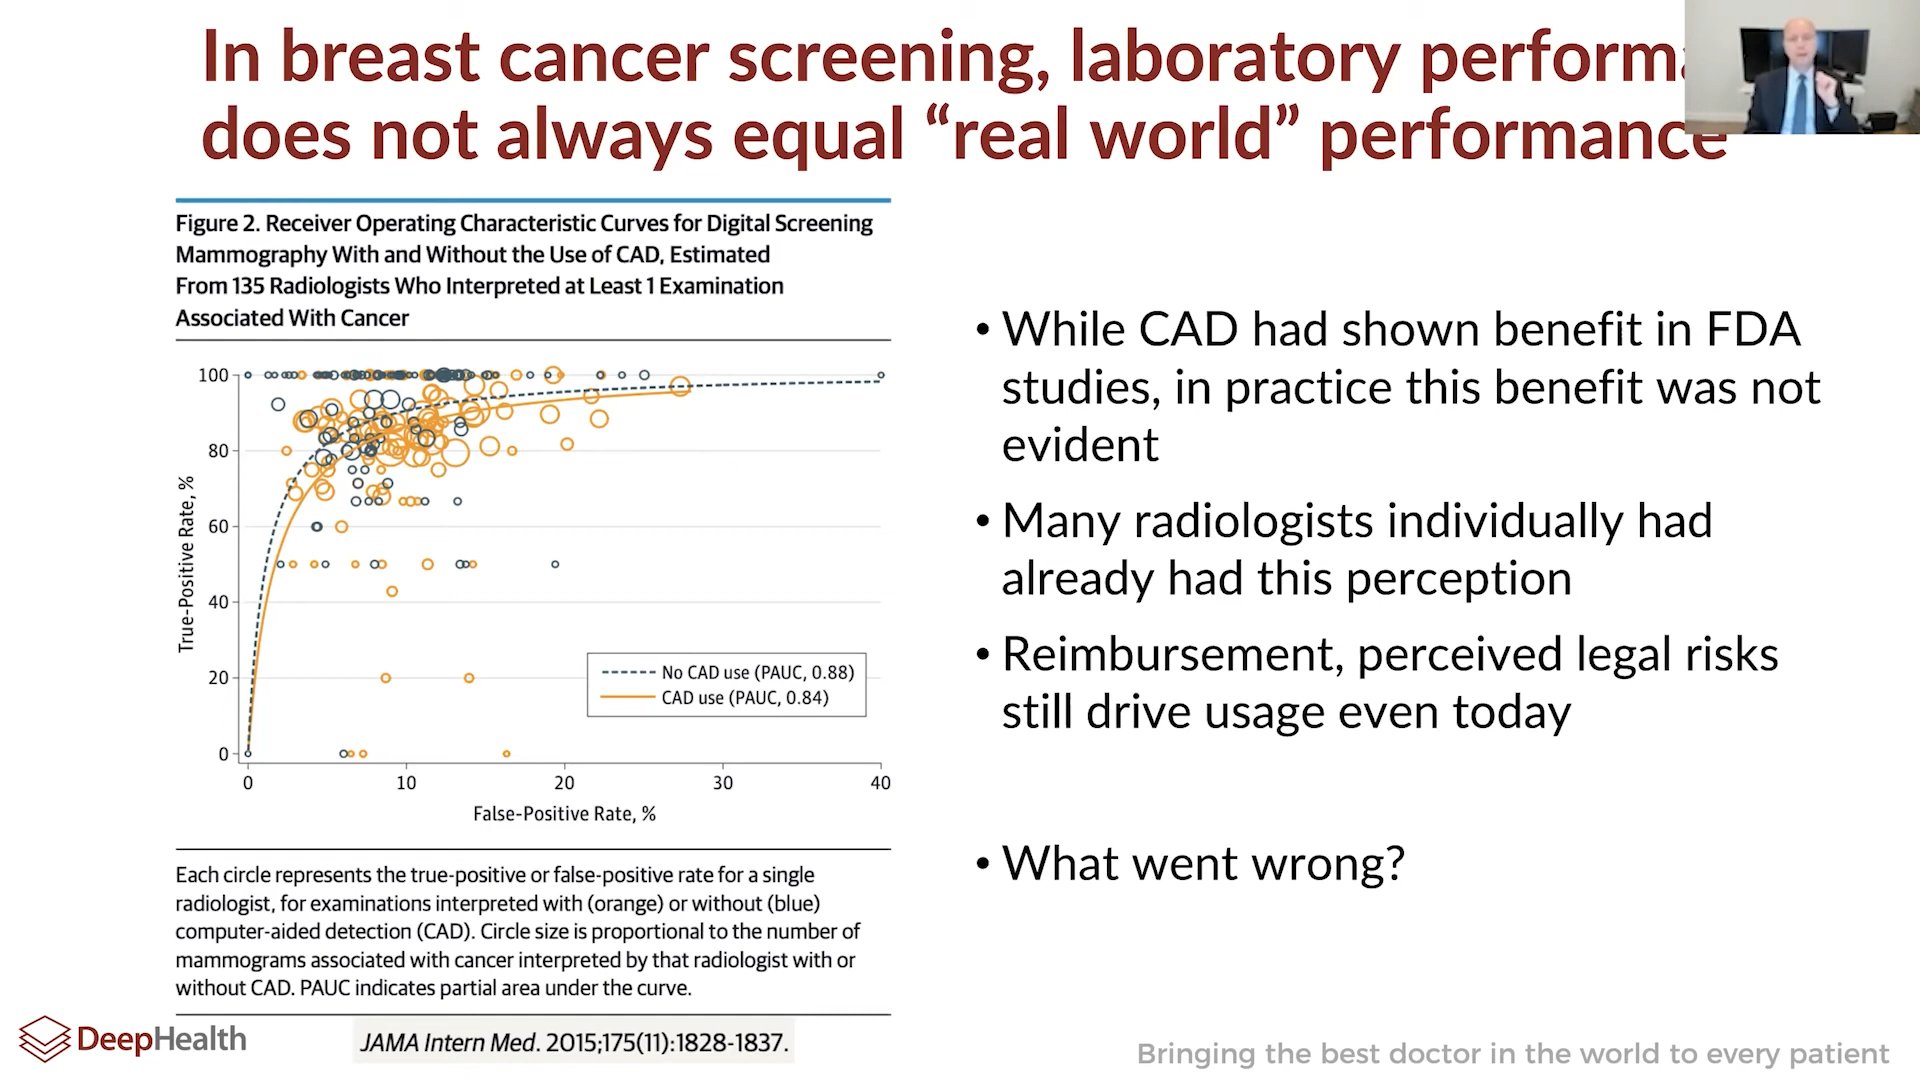 In breast cancer screening, laboratory
does not always equal “real world” performance
Figure 2. Receiver Operating Characteristic Curves for Digital Screening
Mammography With and Without the Use of CAD, Estimated
From 135 Radiologists Who Interpreted at Least 1 Examination
Associated With Cancer
100
80
60
40
20
0
True-Positive Rate, %
No CAD use (PAUC, 0.88)
CAD use (PAUC, 0.84)
0 10 20 30 40
False-Positive Rate, %
Each circle represents the true-positive or false-positive rate for a single
radiologist, for examinations interpreted with (orange) or without (blue)
computer-aided detection (CAD). Circle size is proportional to the number of
mammograms associated with cancer interpreted by that radiologist with or
without CAD. PAUC indicates partial area under the curve.
• While CAD had shown benefit in FDA
studies, in practice this benefit was not
evident
• Many radiologists individually had
already had this perception
• Reimbursement, perceived legal risks
still drive usage even today
• What went wrong?
DeepHealth
JAMA Intern Med. 2015;175(11):1828-1837.
Bringing the best doctor in the world to every patient